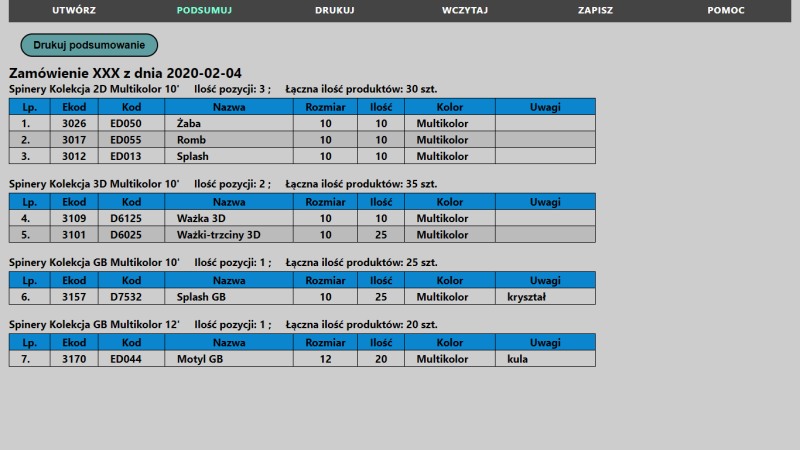 UTWÓRZ PODSUMUJ DRUKUJ WCZYTAJ ZAPISZ POMOC
Drukuj podsumowanie
Zamówienie XXX z dnia 2020-02-04
Spinery Kolekcja 2D Multikolor 10' Ilość pozycji: 3 ; Łączna ilość produktów: 30 szt.
Lp. Ekod Kod Nazwa Rozmiar Ilość Kolor Uwagi
1. 3026 ED050 Żaba 10 10 Multikolor
2. 3017 ED055 Romb 10 10 Multikolor
3. 3012 ED013 Splash 10 10 Multikolor
Spinery Kolekcja 3D Multikolor 10' Ilość pozycji: 2 ; Łączna ilość produktów: 35 szt.
Lp. Ekod Kod Nazwa Rozmiar Ilość Kolor Uwagi
4. 3109 D6125 Ważka 3D 10 10 Multikolor
5. 3101 D6025 Ważki-trzciny 3D 10 25 Multikolor
Spinery Kolekcja GB Multikolor 10' Ilość pozycji: 1 ; Łączna ilość produktów: 25 szt.
Lp. Ekod Kod Nazwa Rozmiar Ilość Kolor Uwagi
6. 3157 D7532 Splash GB 10 25 Multikolor kryształ
Spinery Kolekcja GB Multikolor 12' Ilość pozycji: 1 ; Łączna ilość produktów: 20 szt.
Lp. Ekod Kod Nazwa Rozmiar Ilość Kolor Uwagi
7. 3170 ED044 Motyl GB 12 20 Multikolor kula